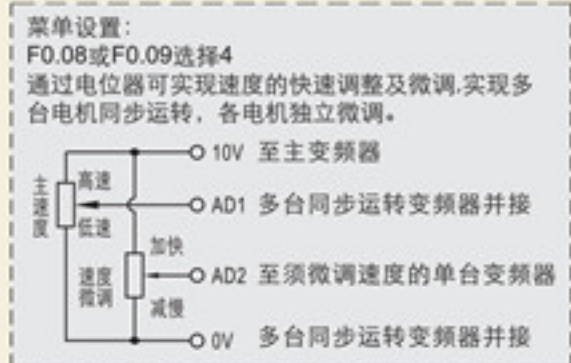 菜单设置：
F0.08或F0.09选择4
通过电位器可实现速度的快速调整及微调.实现多
台电机同步运转，各电机独立微调。
10V 至主变频器
主速度
高速
AD1 多台同步运转变频器并接
低速
加快
速度
微调
AD2 至须微调速度的单台变频器
减慢
0V 多台同步运转变频器并接